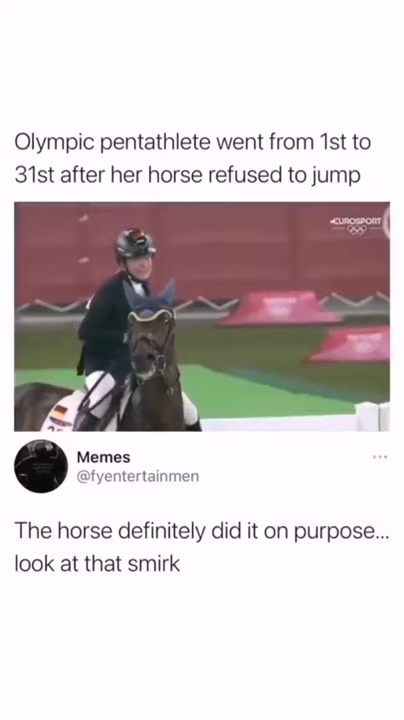 Olympic pentathlete went from 1st to
31st after her horse refused to jump
EUROSPORT
Memes
@fyentertainmen
The horse definitely did it on purpose...
look at that smirk